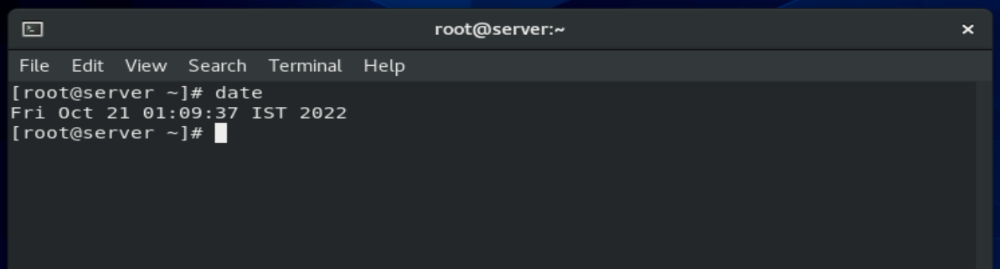 root@server:~
×
File Edit View Search Terminal Help
[root@server ~]# date
Fri Oct 21 01:09:37 IST 2022
[root@server ~]#